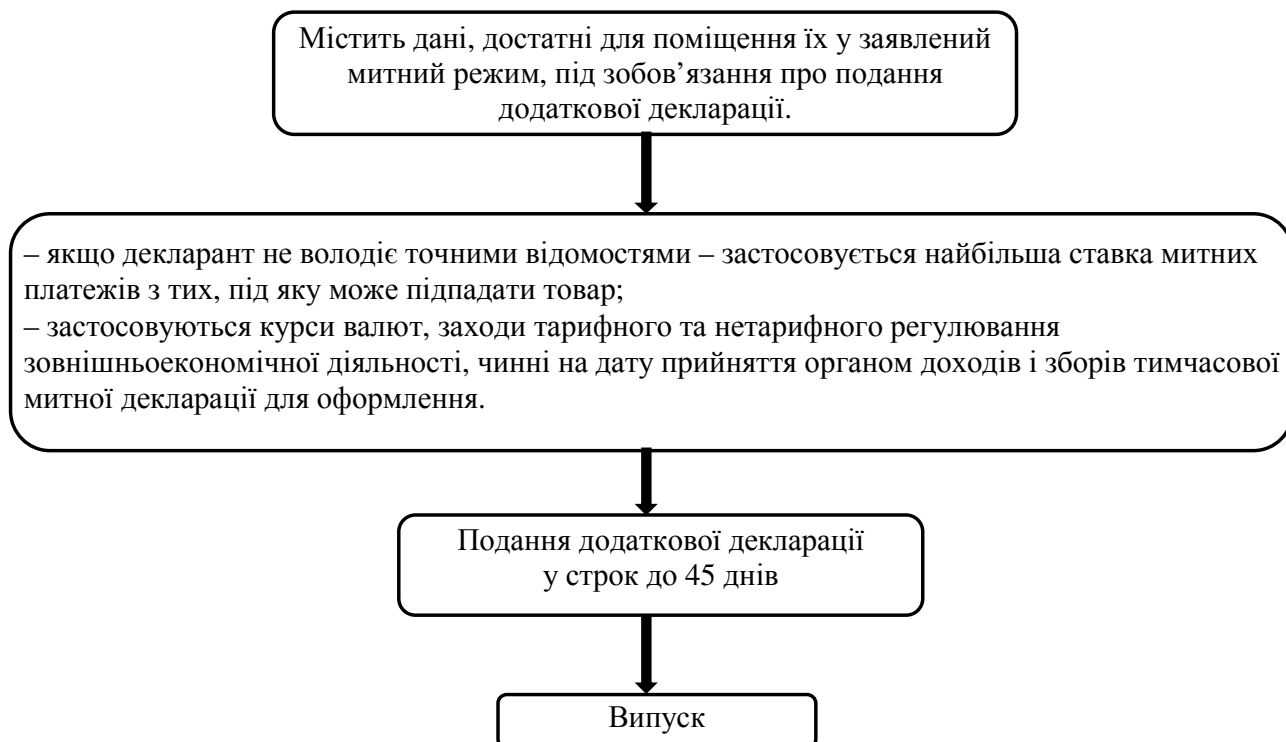 Містить дані, достатні для поміщення їх у заявлений
митний режим, під зобов’язання про подання
додаткової декларації.
– якщо декларант не володіє точними відомостями – застосовується найбільша ставка митних
платежів з тих, під яку може підпадати товар;
– застосовуються курси валют, заходи тарифного та нетарифного регулювання
зовнішньоекономічної діяльності, чинні на дату прийняття органом доходів і зборів тимчасової
митної декларації для оформлення.
Подання додаткової декларації
у строк до 45 днів
Випуск